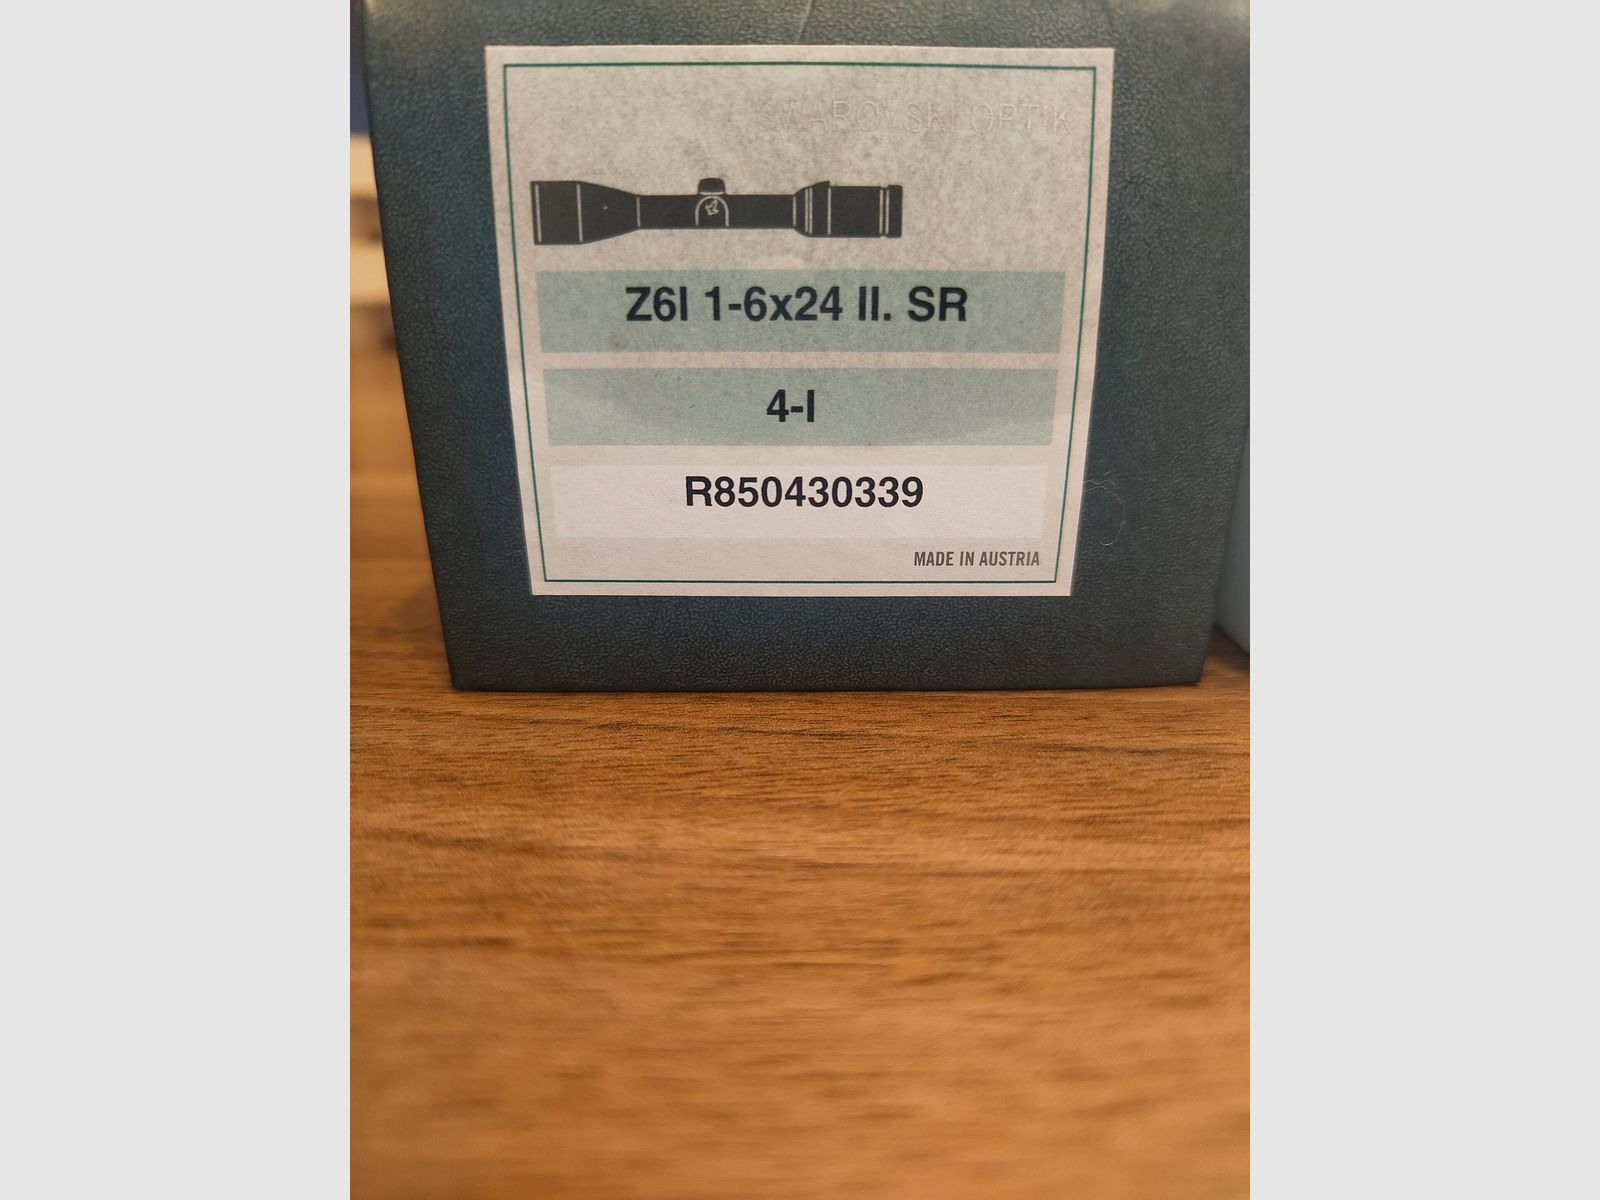 SWAROVSKI OPTIK
Z6I 1-6x24 II. SR
4-I
R850430339
MADE IN AUSTRIA